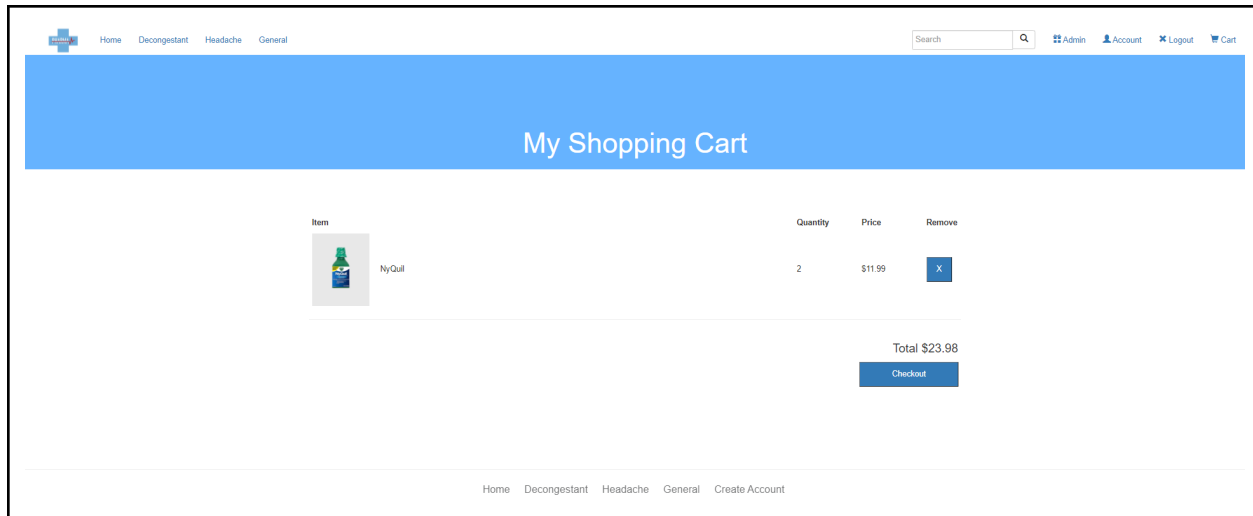 Home Decongestant Headache General Search Admin Account Logout Cart
My Shopping Cart
Item Quantity Price Remove
NyQuil 2 $11.99 X
Total $23.98
Checkout
Home Decongestant Headache General Create Account